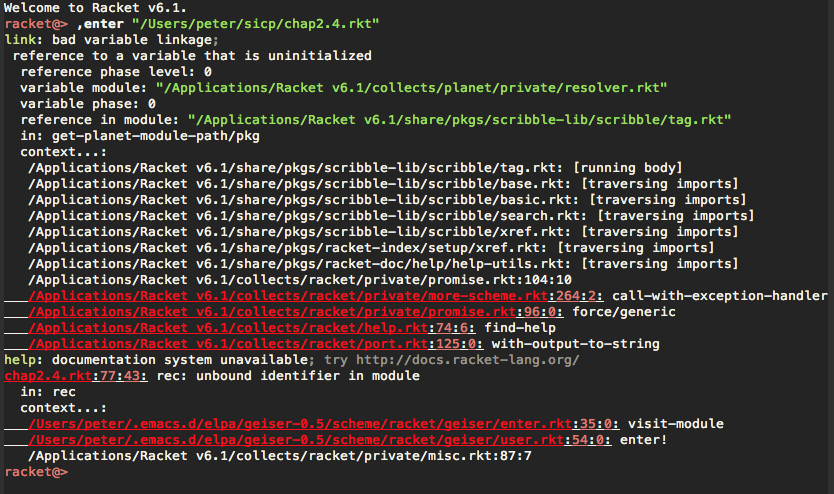 Welcome to Racket v6.1.
racket@> ,enter "/Users/peter/sicp/chap2.4.rkt"
link: bad variable linkage;
 reference to a variable that is uninitialized
  reference phase level: 0
  variable module: "/Applications/Racket v6.1/collects/planet/private/resolver.rkt"
  variable phase: 0
  reference in module: "/Applications/Racket v6.1/share/pkgs/scribble-lib/scribble/tag.rkt"
  in: get-planet-module-path/pkg
  context...:
   /Applications/Racket v6.1/share/pkgs/scribble-lib/scribble/tag.rkt: [running body]
   /Applications/Racket v6.1/share/pkgs/scribble-lib/scribble/base.rkt: [traversing imports]
   /Applications/Racket v6.1/share/pkgs/scribble-lib/scribble/basic.rkt: [traversing imports]
   /Applications/Racket v6.1/share/pkgs/scribble-lib/scribble/search.rkt: [traversing imports]
   /Applications/Racket v6.1/share/pkgs/scribble-lib/scribble/xref.rkt: [traversing imports]
   /Applications/Racket v6.1/share/pkgs/racket-index/setup/xref.rkt: [traversing imports]
   /Applications/Racket v6.1/share/pkgs/racket-doc/help/help-utils.rkt: [traversing imports]
   /Applications/Racket v6.1/collects/racket/private/promise.rkt:104:10
   /Applications/Racket v6.1/collects/racket/private/more-scheme.rkt:264:2: call-with-exception-handler
   /Applications/Racket v6.1/collects/racket/private/promise.rkt:96:0: force/generic
   /Applications/Racket v6.1/collects/racket/help.rkt:74:6: find-help
   /Applications/Racket v6.1/collects/racket/port.rkt:125:0: with-output-to-string
help: documentation system unavailable; try http://docs.racket-lang.org/
chap2.4.rkt:77:43: rec: unbound identifier in module
  in: rec
  context...:
   /Users/peter/.emacs.d/elpa/geiser-0.5/scheme/racket/geiser/enter.rkt:35:0: visit-module
   /Users/peter/.emacs.d/elpa/geiser-0.5/scheme/racket/geiser/user.rkt:54:0: enter!
   /Applications/Racket v6.1/collects/racket/private/misc.rkt:87:7
racket@>